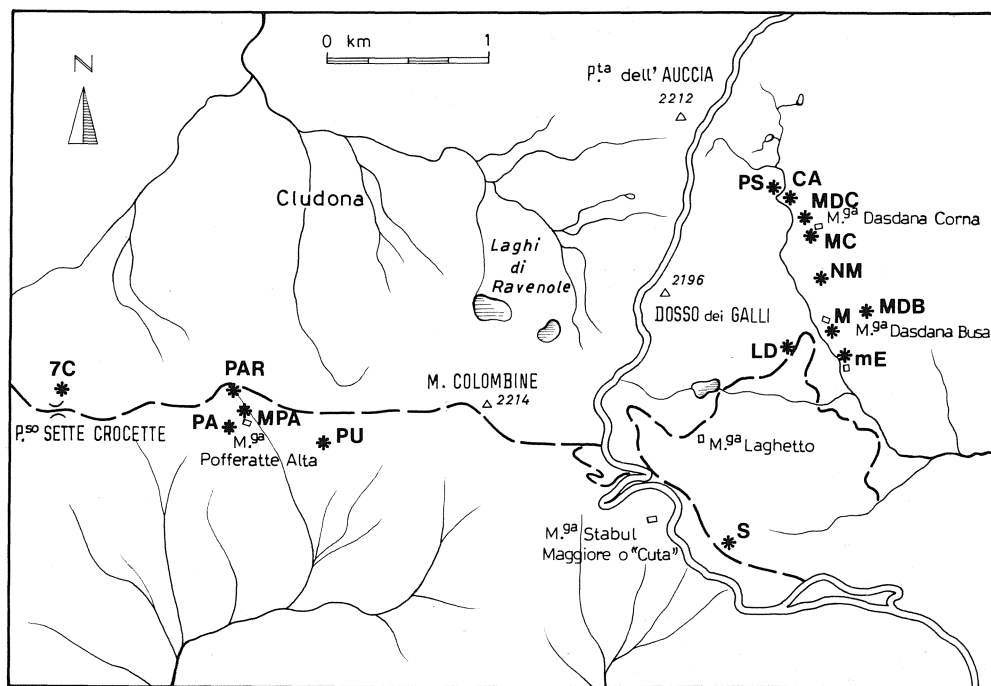 0 km 1
N
P.ta dell'AUCCIA
2212
Cludona
PS
CA
MDC
M.ga Dasdana Corna
MC
Laghi
di
Ravenole
NM
2196
DOSSO dei GALLI
M
MDB
M.ga Dasdana Busa
LD
mE
7C
PAR
M. COLOMBINE
2214
P.so SETTE CROCETTE
PA
MPA
M.ga
Pofferatte Alta
PU
M.ga Laghetto
M.ga Stabul
Maggiore o "Cuta"
S